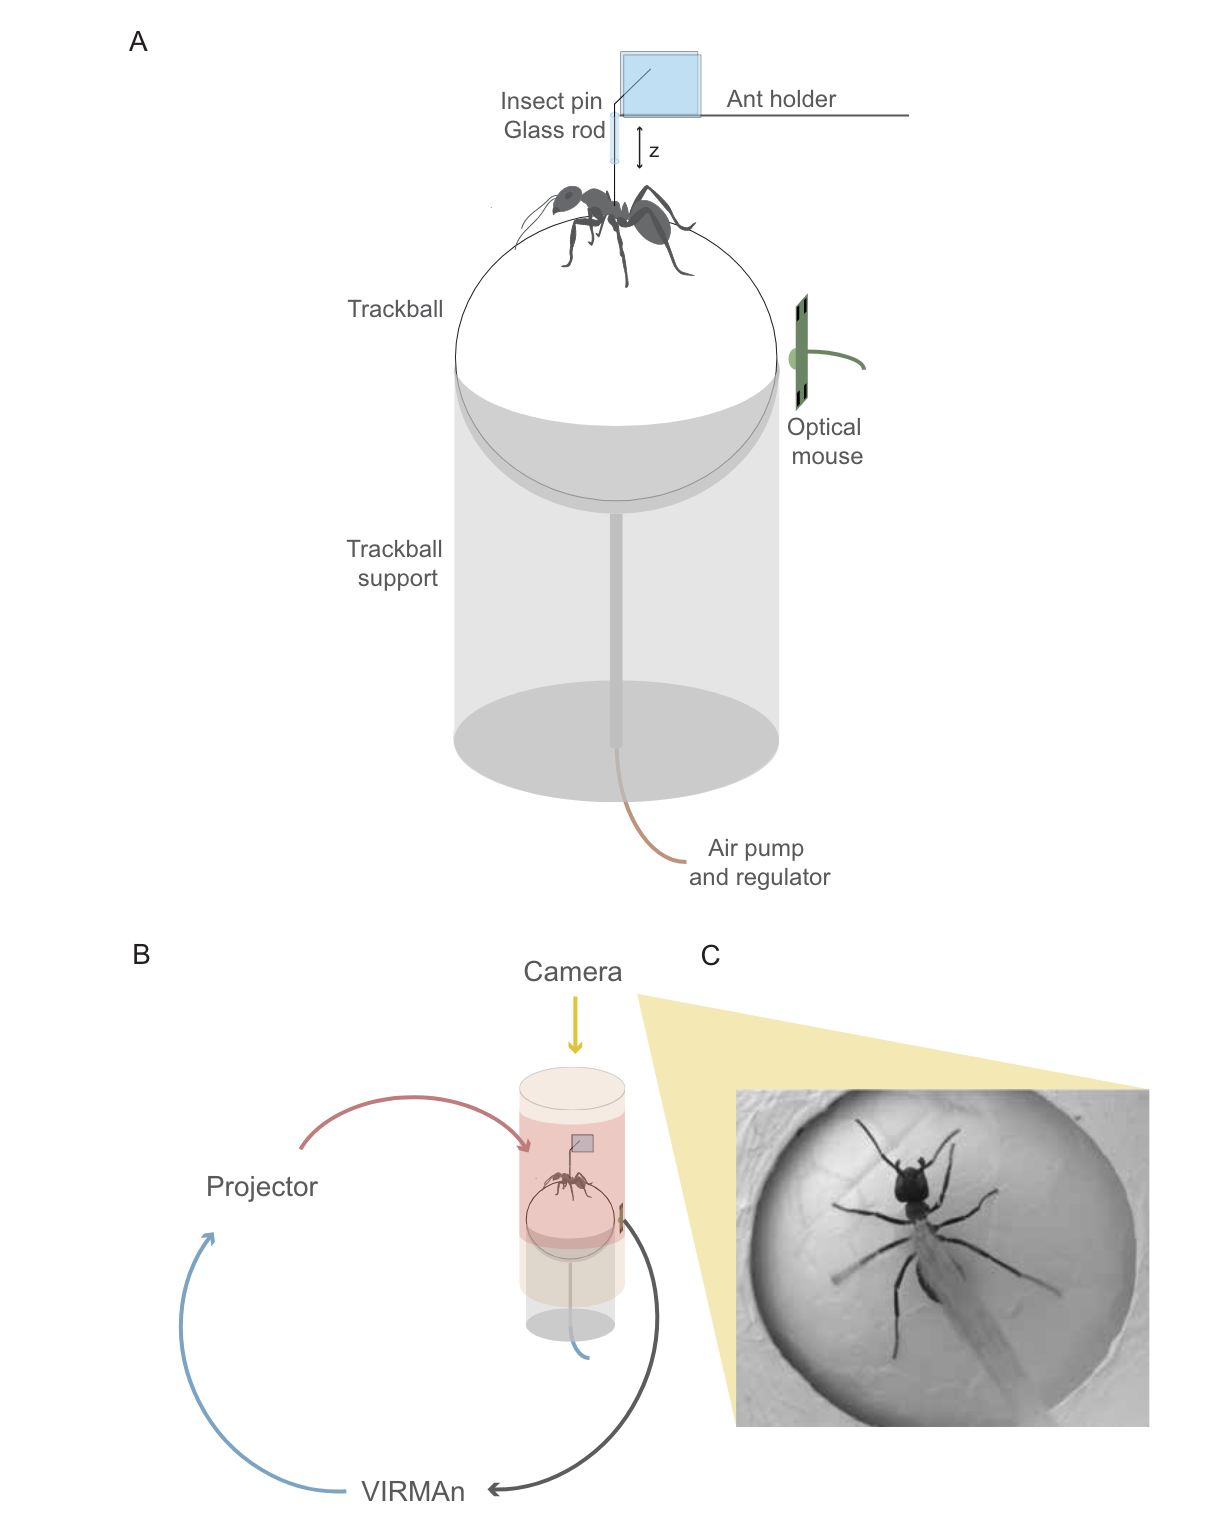 A
Insect pin
Glass rod
Ant holder
z
Trackball
Optical
mouse
Trackball
support
Air pump
and regulator
B
Camera
C
Projector
VIRMAn